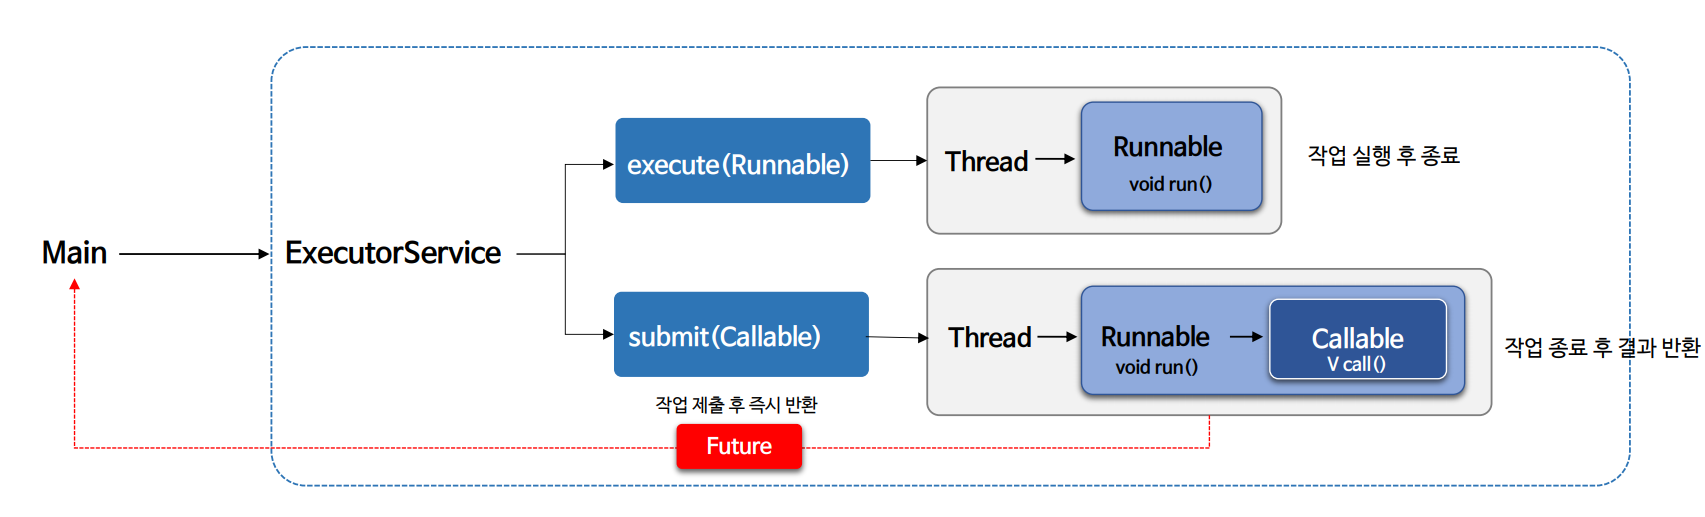 Main
ExecutorService
execute(Runnable)
Thread
Runnable
void run()
작업 실행 후 종료
submit(Callable)
Thread
Runnable
void run()
Callable
V call()
작업 종료 후 결과 반환
작업 제출 후 즉시 반환
Future